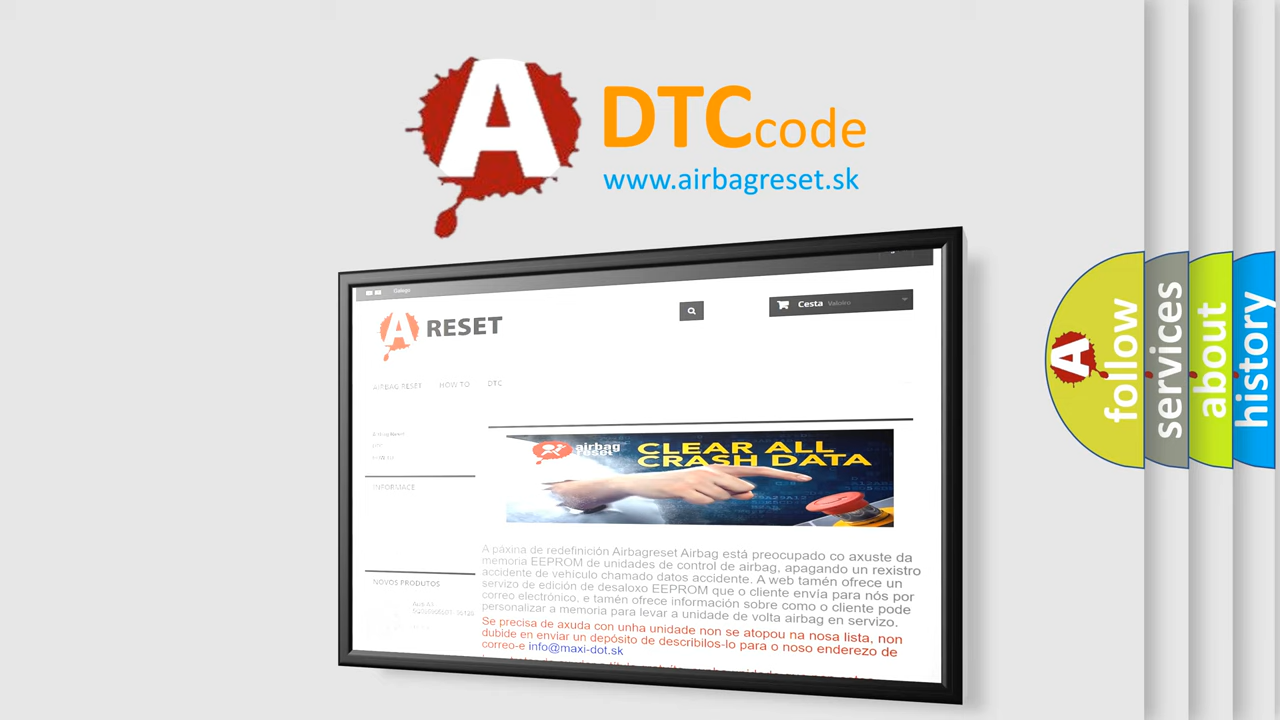 A DTC code
www.airbagreset.sk
Galego
A RESET
Cesta Valeiro
AIRBAG RESET HOW TO DTC
INFORMACE
airbag reset
CLEAR ALL
CRASH DATA
A páxina de redefinición Airbagreset Airbag está preocupado co axuste da
memoria EEPROM de unidades de control de airbag, apagando un rexistro
accidente de vehículo chamado datos accidente. A web tamén ofrece un
servizo de edición de desaloxo EEPROM que o cliente envía para nós por
correo electrónico, e tamén ofrece información sobre como o cliente pode
personalizar a memoria para levar a unidade de volta airbag en servizo.
Se precisa de axuda con unha unidade non se atopou na nosa lista, non
dubide en enviar un depósito de describilos-lo para o noso enderezo de
correo-e info@maxi-dot.sk
NOVOS PRODUTOS
A
follow
services
about
history